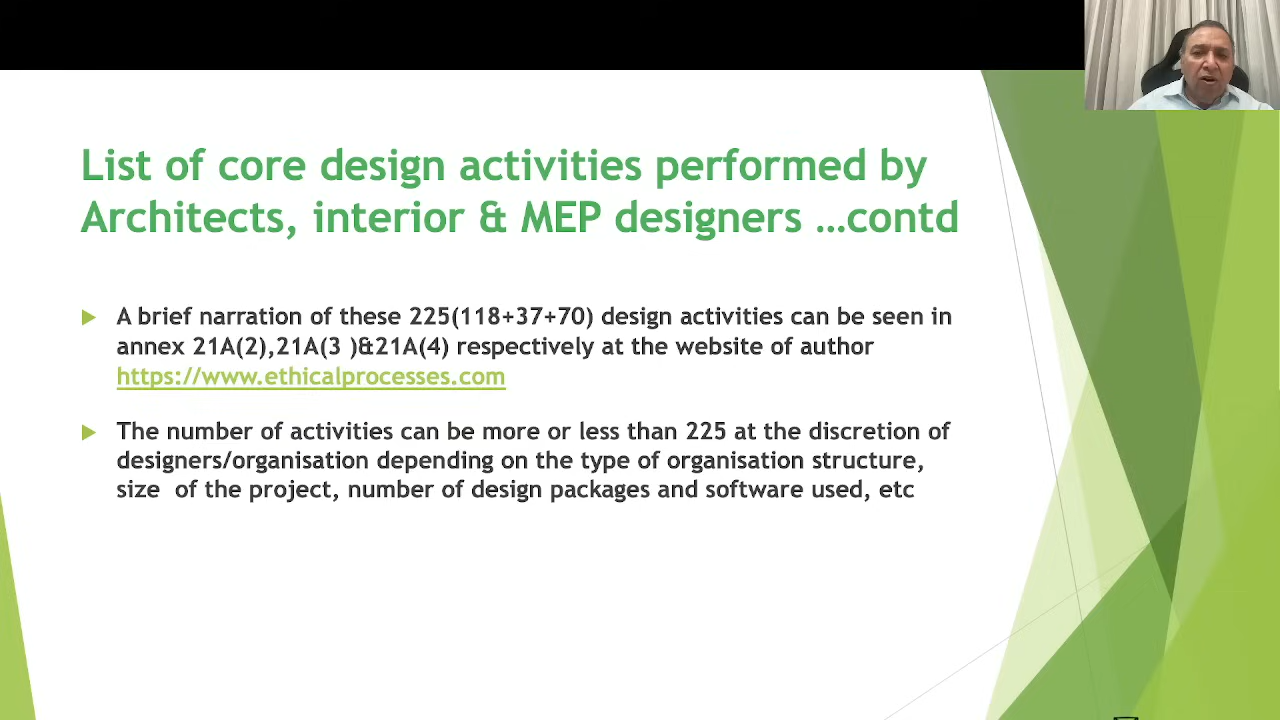 List of core design activities performed by
Architects, interior & MEP designers …contd
A brief narration of these 225(118+37+70) design activities can be seen in
annex 21A(2),21A(3 )&21A(4) respectively at the website of author
https://www.ethicalprocesses.com
The number of activities can be more or less than 225 at the discretion of
designers/organisation depending on the type of organisation structure,
size  of the project, number of design packages and software used, etc